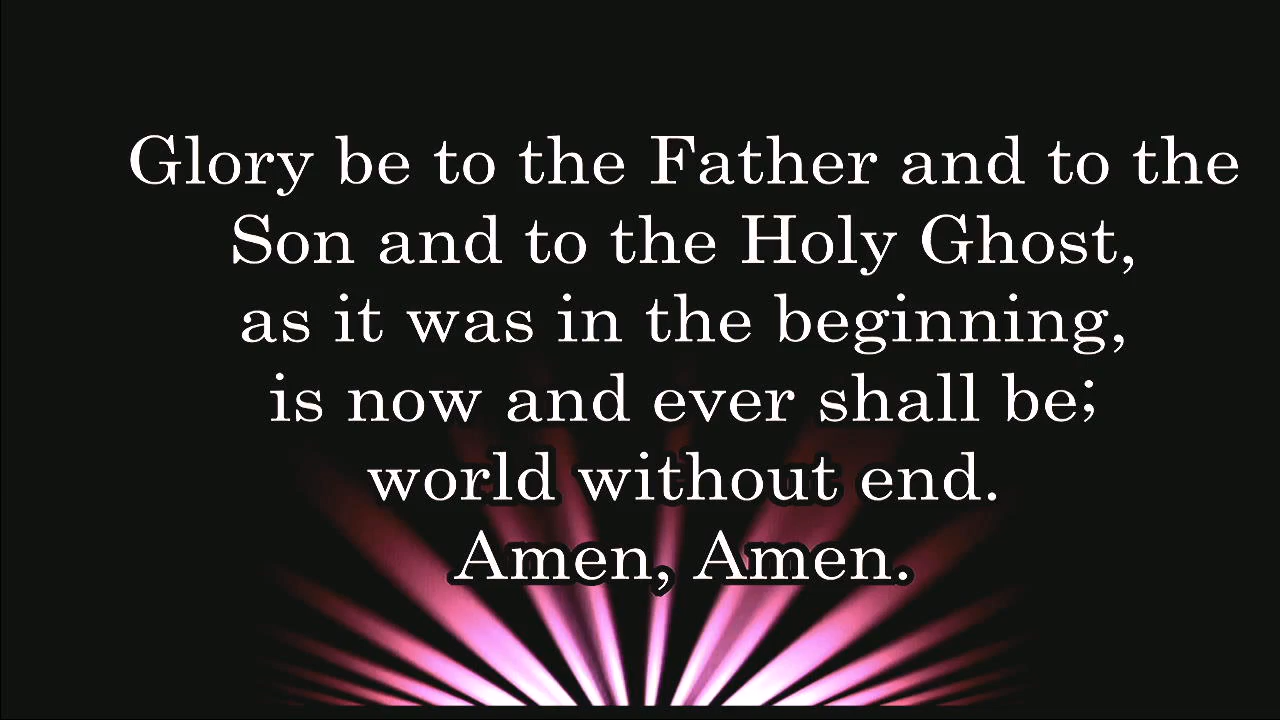 Glory be to the Father and to the
Son and to the Holy Ghost,
as it was in the beginning,
is now and ever shall be;
world without end.
Amen, Amen.